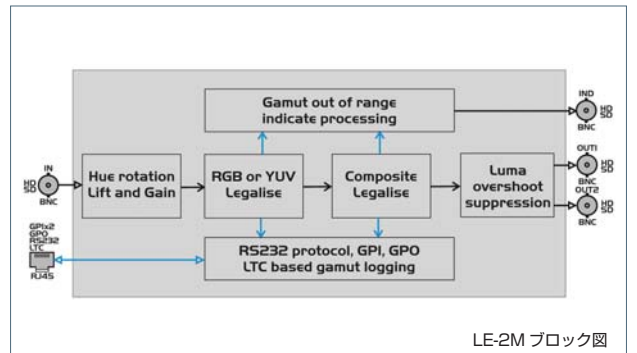 Gamut out of range
indicate processing
IND
HD
SD
BNC
IN
HD
SD
BNC
Hue rotation
Lift and Gain
RGB or YUV
Legalise
Composite
Legalise
Luma
overshoot
suppression
OUT1
HD
SD
BNC
OUT2
HD
SD
BNC
GPIx2
GPO
RS232
LTC
RJ45
RS232 protocol, GPI, GPO
LTC based gamut logging
LE-2M ブロック図